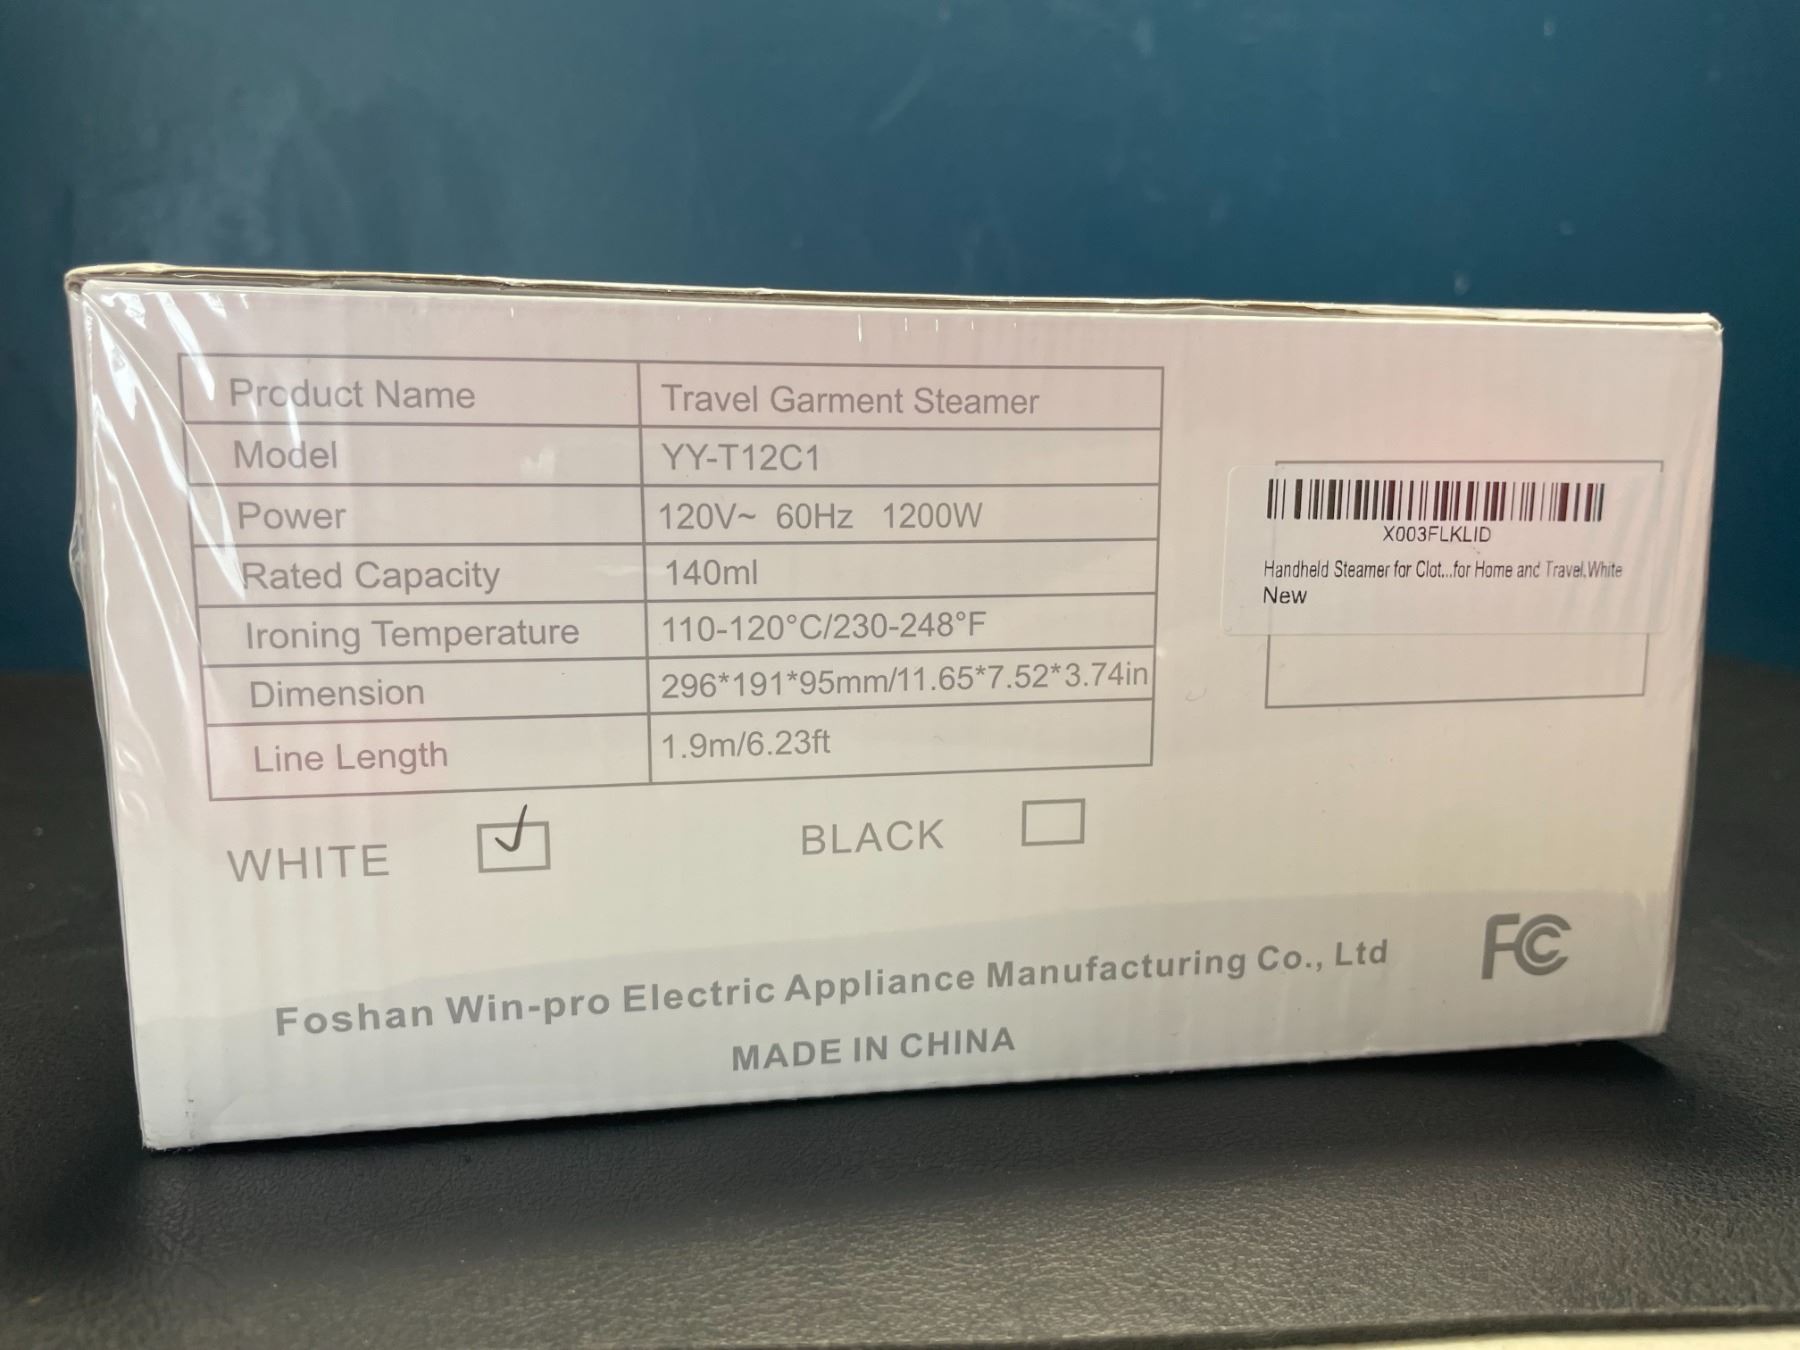 Product Name Travel Garment Steamer
Model YY-T12C1
Power 120V~ 60Hz 1200W
Rated Capacity 140ml
Ironing Temperature 110-120°C/230-248°F
Dimension 296*191*95mm/11.65*7.52*3.74in
Line Length 1.9m/6.23ft
WHITE BLACK
X003FLKLID
Handheld Steamer for Clot...for Home and Travel,White
New
Foshan Win-pro Electric Appliance Manufacturing Co., Ltd
FC
MADE IN CHINA